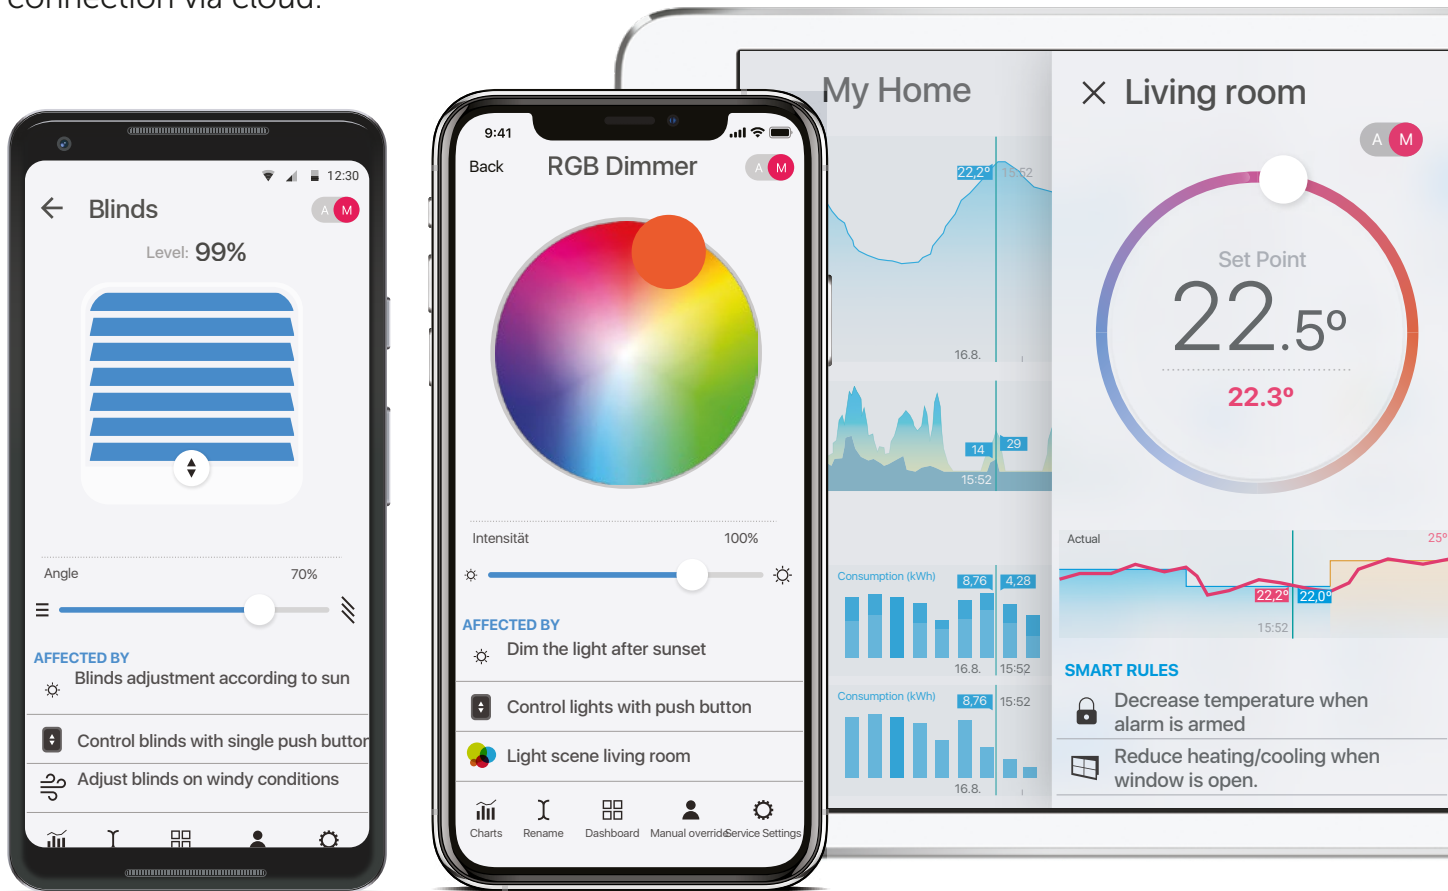 connection via cloud.
12:30
Blinds
A M
Level: 99%
Angle 70%
AFFECTED BY
Blinds adjustment according to sun
Control blinds with single push button
Adjust blinds on windy conditions
9:41
Back RGB Dimmer A M
Intensität 100%
AFFECTED BY
Dim the light after sunset
Control lights with push button
Light scene living room
Charts Rename Dashboard Manual override Service Settings
My Home
22,2° 15:52
16.8.
14 29
15:52
Consumption (kWh) 8,76 4,28
16.8. 15:52
Consumption (kWh) 8,76 15:52
16.8.
Living room
A M
Set Point
22.5º
22.3º
Actual 25°
22,2° 22,0°
15:52
SMART RULES
Decrease temperature when
alarm is armed
Reduce heating/cooling when
window is open.